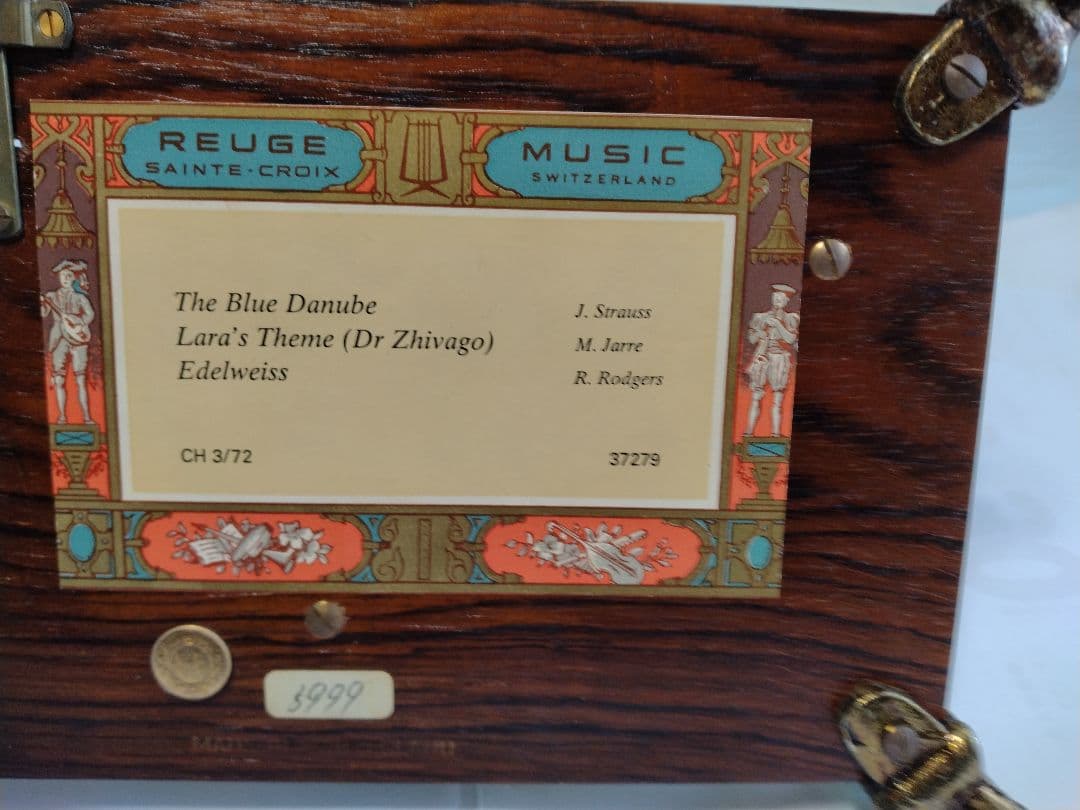 REUGE
SAINTE-CROIX
MUSIC
SWITZERLAND
The Blue Danube J. Strauss
Lara's Theme (Dr Zhivago) M. Jarre
Edelweiss R. Rodgers
CH 3/72 37279
$999